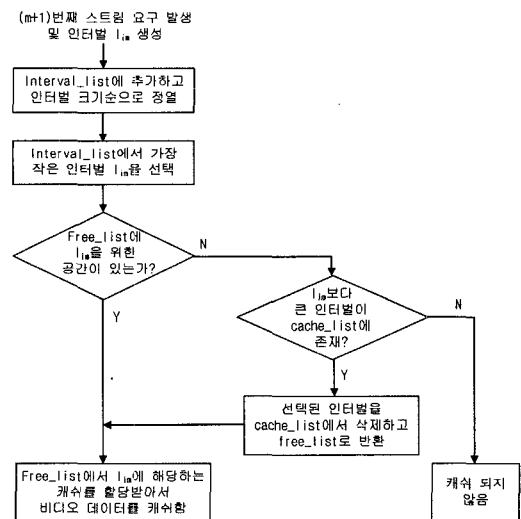 (m+1)번째 스트림 요구 발생
및 인터벌 I_im 생성
Interval_list에 추가하고
인터벌 크기순으로 정열
Interval_list에서 가장
작은 인터벌 I_im을 선택
Free_list에
I_im을 위한
공간이 있는가?
N
Y
I_im보다
큰 인터벌이
cache_list에
존재?
N
Y
선택된 인터벌을
cache_list에서 삭제하고
free_list로 반환
Free_list에서 I_im에 해당하는
캐쉬를 할당받아서
비디오 데이터를 캐쉬함
캐쉬 되지
않음